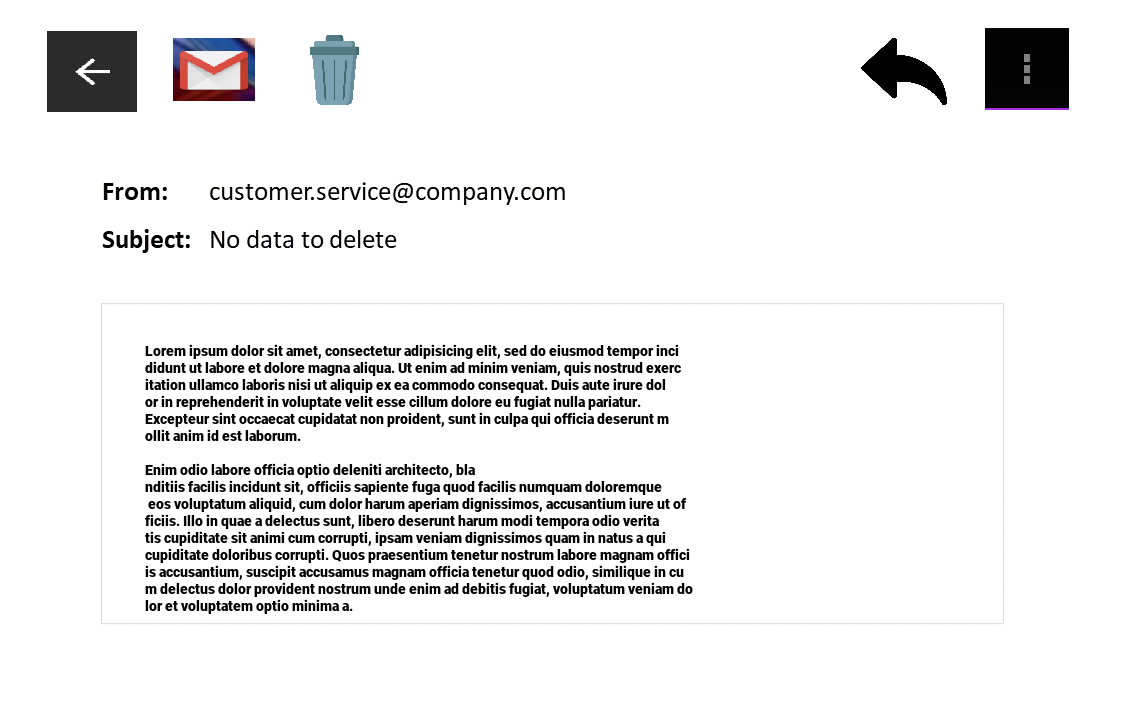 From: customer.service@company.com
Subject: No data to delete
Lorem ipsum dolor sit amet, consectetur adipisicing elit, sed do eiusmod tempor inci
didunt ut labore et dolore magna aliqua. Ut enim ad minim veniam, quis nostrud exerc
itation ullamco laboris nisi ut aliquip ex ea commodo consequat. Duis aute irure dol
or in reprehenderit in voluptate velit esse cillum dolore eu fugiat nulla pariatur.
Excepteur sint occaecat cupidatat non proident, sunt in culpa qui officia deserunt m
ollit anim id est laborum.
Enim odio labore officia optio deleniti architecto, bla
nditiis facilis incidunt sit, officiis sapiente fuga quod facilis numquam doloremque
eos voluptatum aliquid, cum dolor harum aperiam dignissimos, accusantium iure ut of
ficiis. Illo in quae a delectus sunt, libero deserunt harum modi tempora odio verita
tis cupiditate sit animi cum corrupti, ipsam veniam dignissimos quam in natus a qui
cupiditate doloribus corrupti. Quos praesentium tenetur nostrum labore magnam offici
is accusantium, suscipit accusamus magnam officia tenetur quod odio, similique in cu
m delectus dolor provident nostrum unde enim ad debitis fugiat, voluptatum veniam do
lor et voluptatem optio minima a.